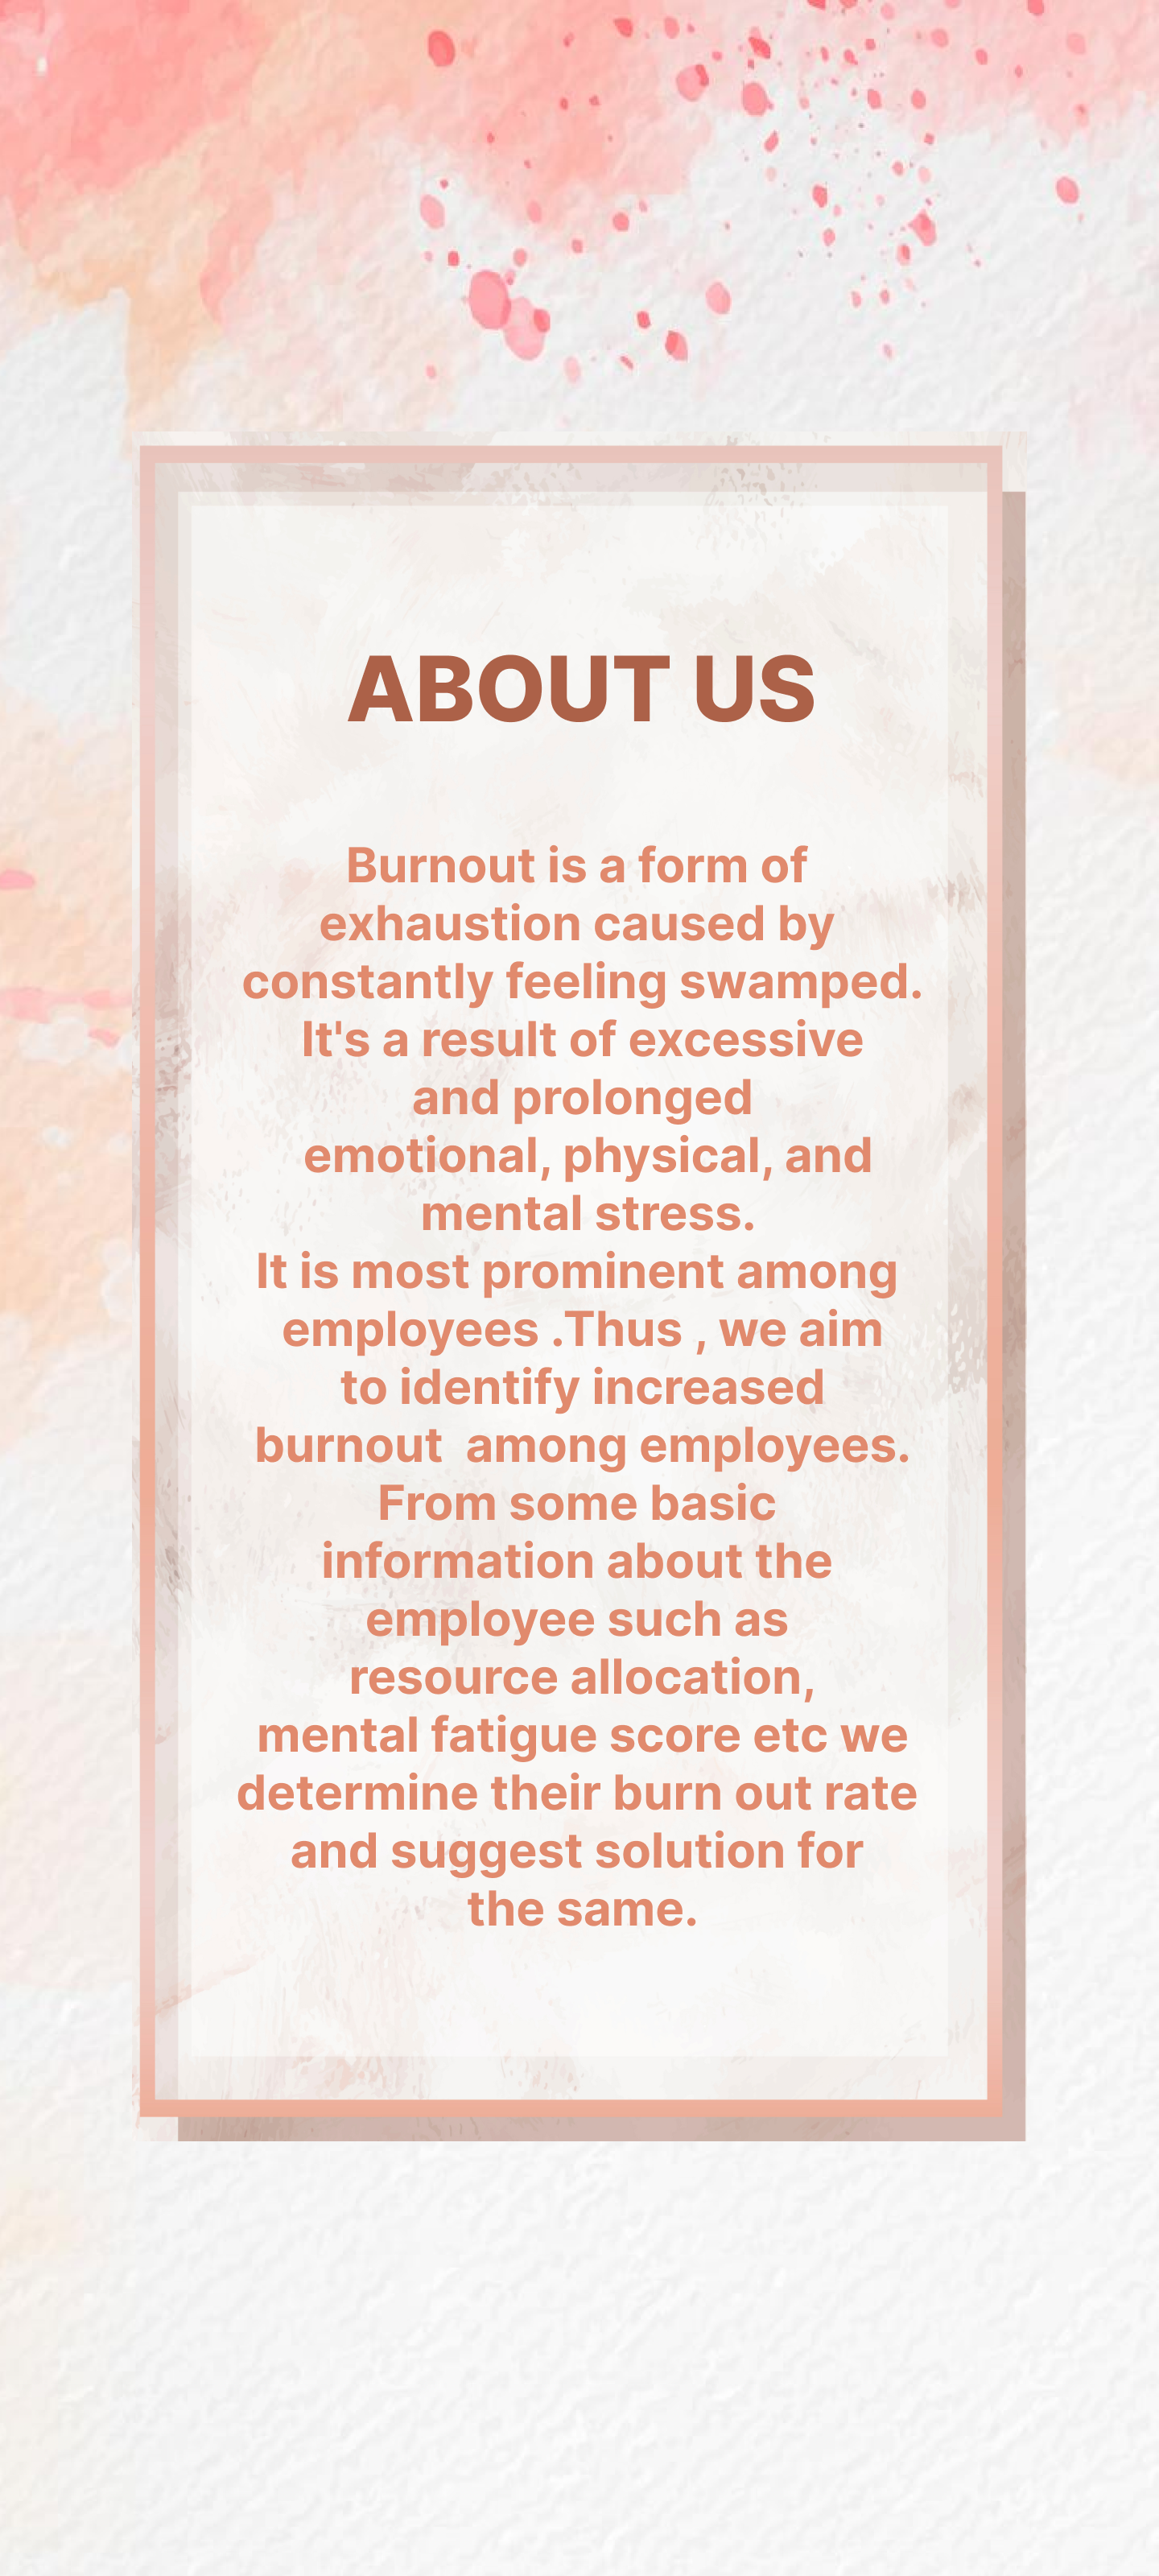 ABOUT US
Burnout is a form of
exhaustion caused by
constantly feeling swamped.
It's a result of excessive
and prolonged
emotional, physical, and
mental stress.
It is most prominent among
employees .Thus , we aim
to identify increased
burnout  among employees.
From some basic
information about the
employee such as
resource allocation,
mental fatigue score etc we
determine their burn out rate
and suggest solution for
the same.